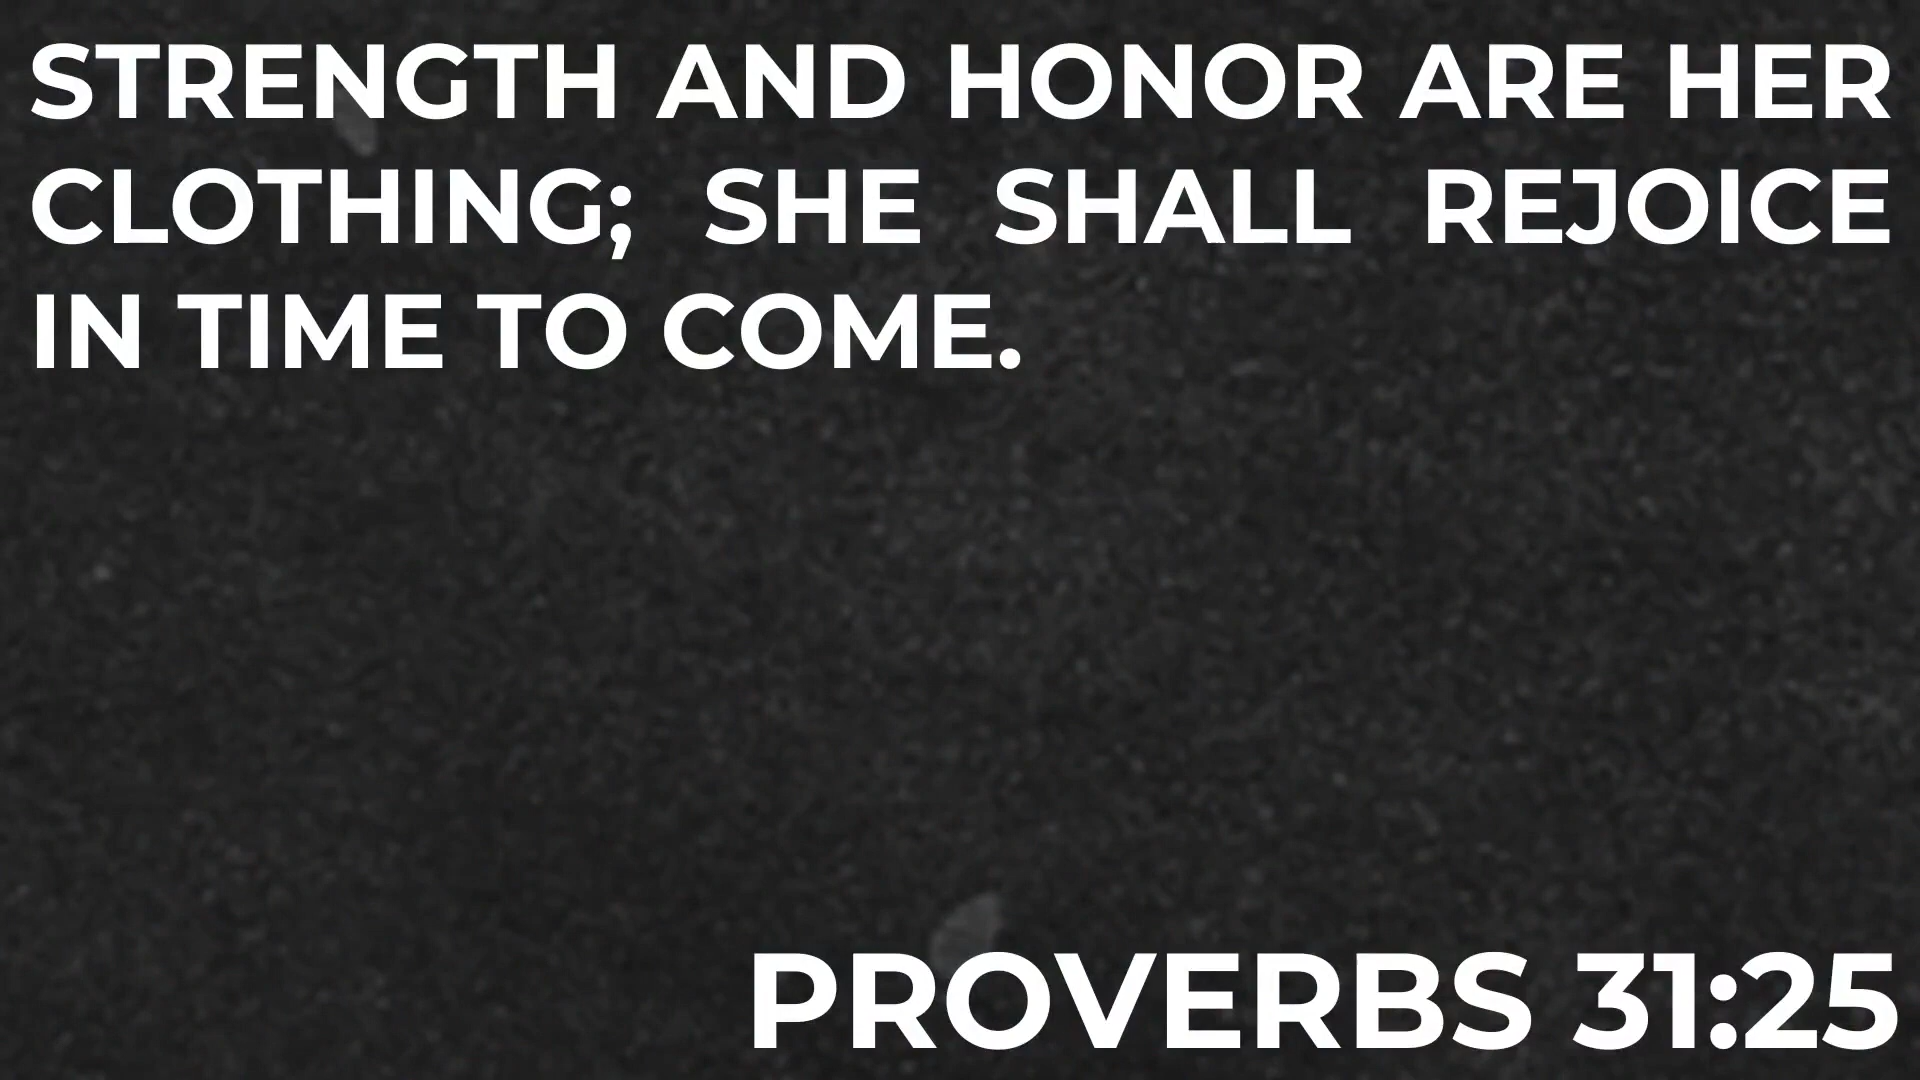 STRENGTH AND HONOR ARE HER
CLOTHING; SHE SHALL REJOICE
IN TIME TO COME.
PROVERBS 31:25